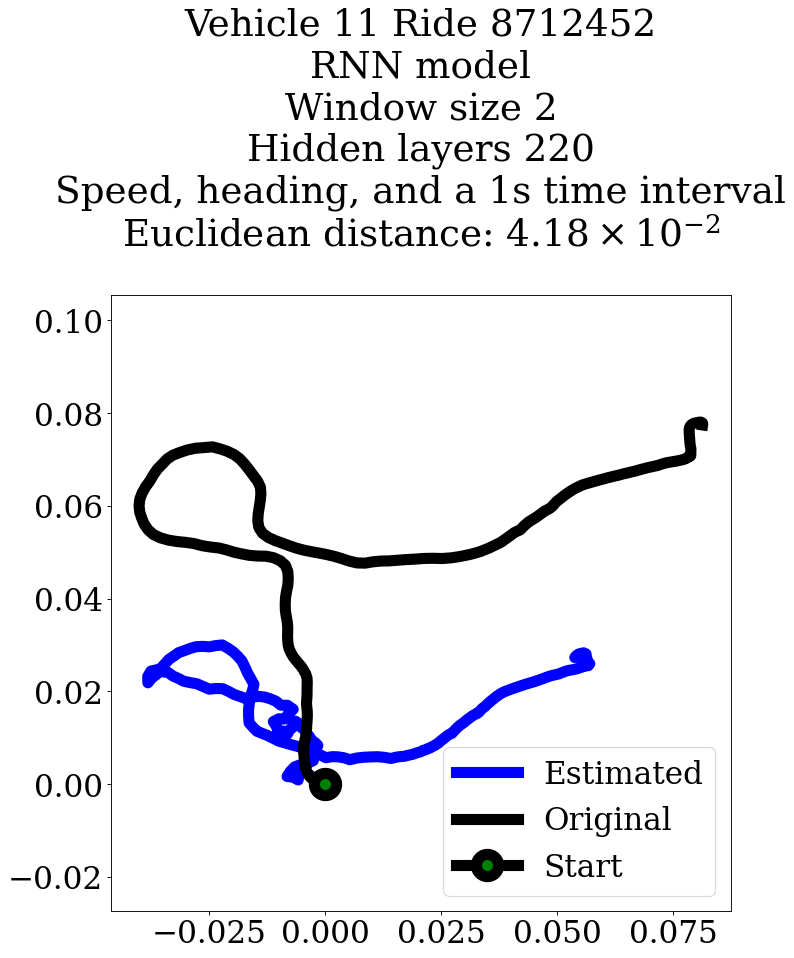 Vehicle 11 Ride 8712452
RNN model
Window size 2
Hidden layers 220
Speed, heading, and a 1s time interval
Euclidean distance: 4.18 × 10⁻²
0.10
0.08
0.06
0.04
0.02
0.00
−0.02
Estimated
Original
Start
−0.025 0.000 0.025 0.050 0.075